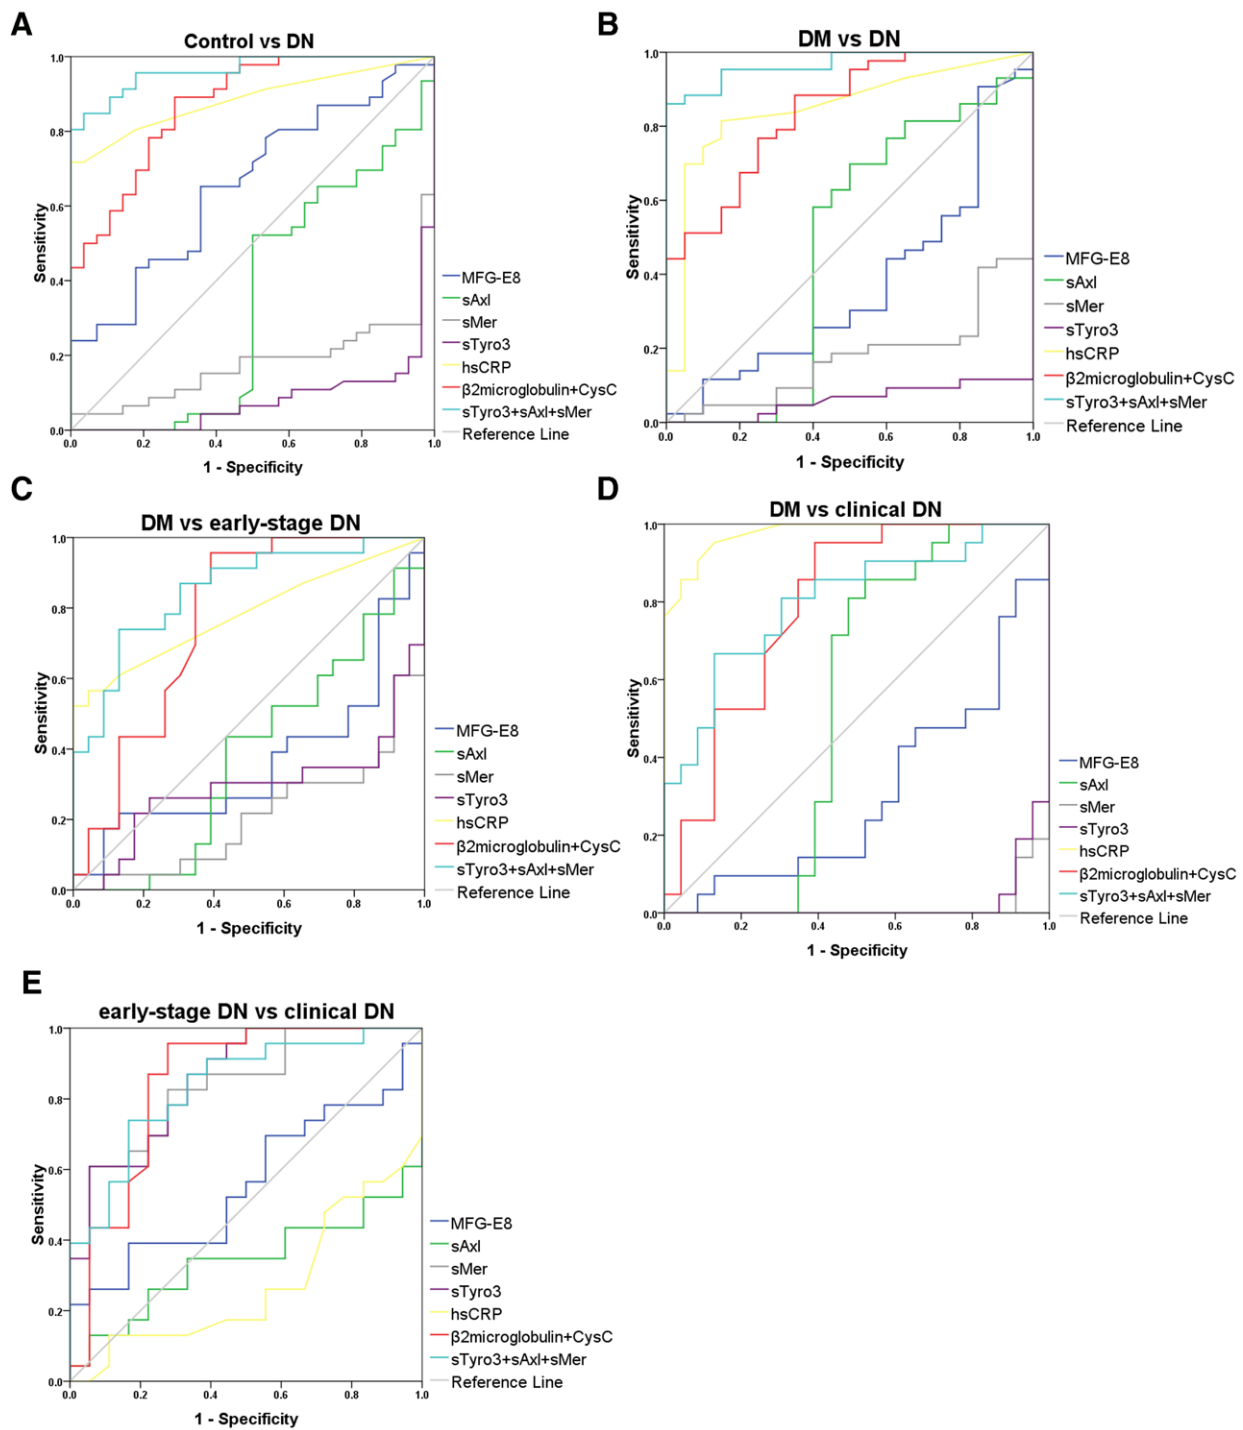 A
Control vs DN
Sensitivity
1.0
0.8
0.6
0.4
0.2
0.0
0.0 0.2 0.4 0.6 0.8 1.0
1 - Specificity
MFG-E8
sAxl
sMer
sTyro3
hsCRP
β2microglobulin+CysC
sTyro3+sAxl+sMer
Reference Line
B
DM vs DN
Sensitivity
1.0
0.8
0.6
0.4
0.2
0.0
0.0 0.2 0.4 0.6 0.8 1.0
1 - Specificity
MFG-E8
sAxl
sMer
sTyro3
hsCRP
β2microglobulin+CysC
sTyro3+sAxl+sMer
Reference Line
C
DM vs early-stage DN
Sensitivity
1.0
0.8
0.6
0.4
0.2
0.0
0.0 0.2 0.4 0.6 0.8 1.0
1 - Specificity
MFG-E8
sAxl
sMer
sTyro3
hsCRP
β2microglobulin+CysC
sTyro3+sAxl+sMer
Reference Line
D
DM vs clinical DN
Sensitivity
1.0
0.8
0.6
0.4
0.2
0.0
0.0 0.2 0.4 0.6 0.8 1.0
1 - Specificity
MFG-E8
sAxl
sMer
sTyro3
hsCRP
β2microglobulin+CysC
sTyro3+sAxl+sMer
Reference Line
E
early-stage DN vs clinical DN
Sensitivity
1.0
0.8
0.6
0.4
0.2
0.0
0.0 0.2 0.4 0.6 0.8 1.0
1 - Specificity
MFG-E8
sAxl
sMer
sTyro3
hsCRP
β2microglobulin+CysC
sTyro3+sAxl+sMer
Reference Line